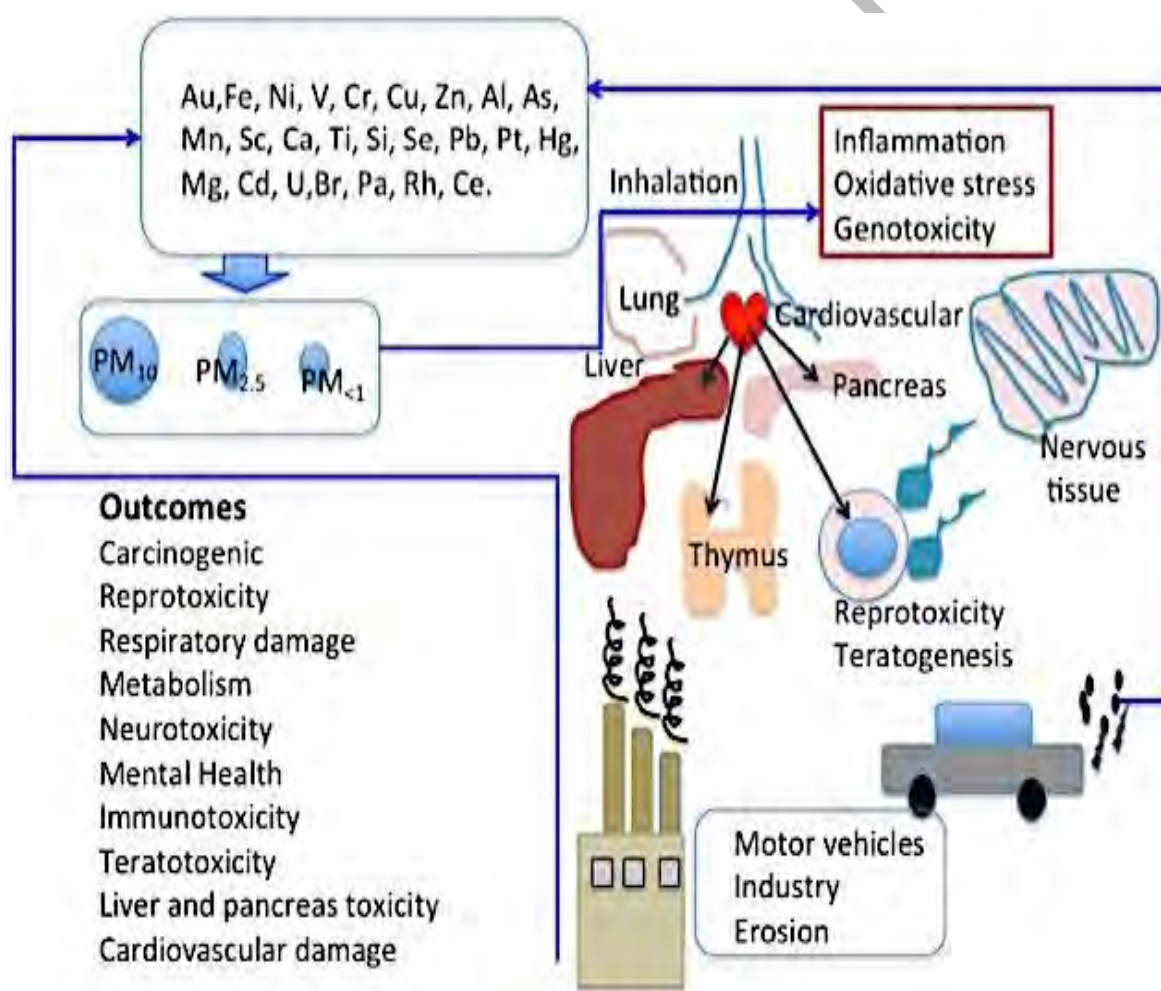 Au,Fe, Ni, V, Cr, Cu, Zn, Al, As,
Mn, Sc, Ca, Ti, Si, Se, Pb, Pt, Hg,
Mg, Cd, U,Br, Pa, Rh, Ce.
PM10
PM2.5
PM<1
Inhalation
Inflammation
Oxidative stress
Genotoxicity
Lung
Cardiovascular
Liver
Pancreas
Nervous
tissue
Thymus
Reprotoxicity
Teratogenesis
Outcomes
Carcinogenic
Reprotoxicity
Respiratory damage
Metabolism
Neurotoxicity
Mental Health
Immunotoxicity
Teratotoxicity
Liver and pancreas toxicity
Cardiovascular damage
Motor vehicles
Industry
Erosion